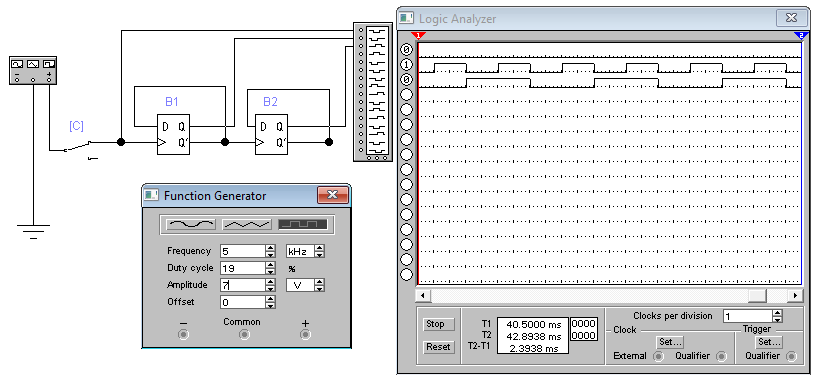 Logic Analyzer
1
2
0
1
0
− +
[C]
B1
B2
D Q
Q'
D Q
Q'
Function Generator
Frequency 5 kHz
Duty cycle 19 %
Amplitude 7 V
Offset 0
− Common +
Stop
Reset
T1 40.5000 ms 0000
T2 42.8938 ms 0000
T2-T1 2.3938 ms
Clocks per division 1
Clock
Set...
External Qualifier
Trigger
Set...
Qualifier